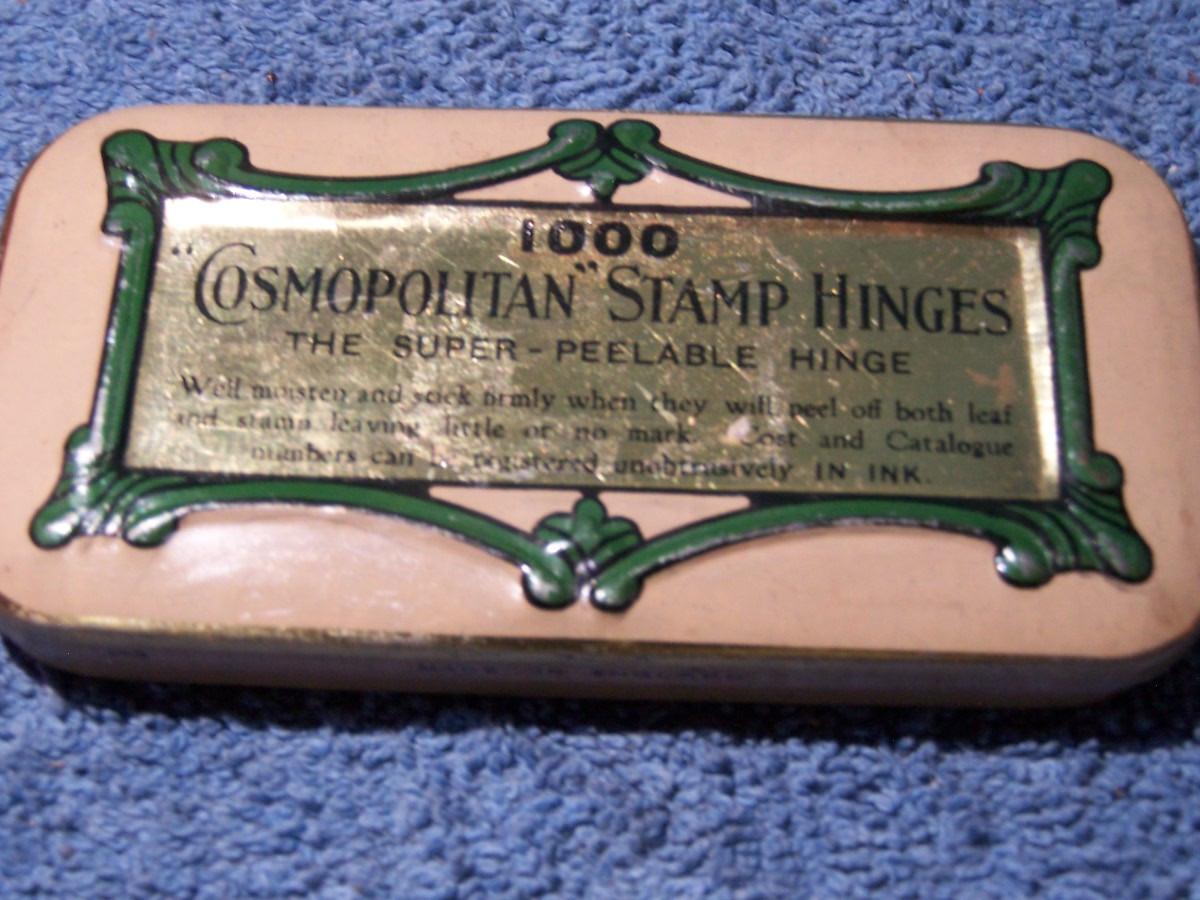 1000
"COSMOPOLITAN" STAMP HINGES
THE SUPER-PEELABLE HINGE
Well moisten and stick firmly when they will peel off both leaf
and stamp leaving little or no mark. Cost and Catalogue
numbers can be registered unobtrusively IN INK.